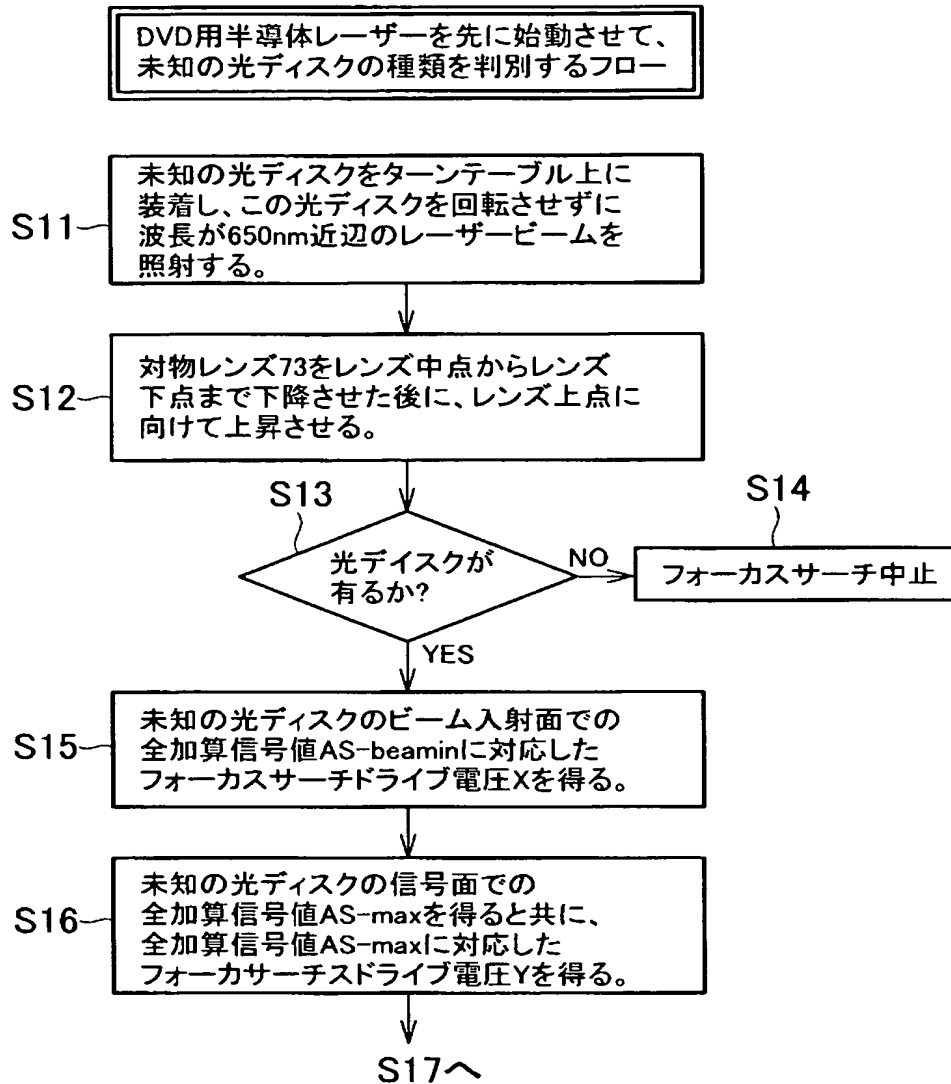 DVD用半導体レーザーを先に始動させて、
未知の光ディスクの種類を判別するフロー
S11
未知の光ディスクをターンテーブル上に
装着し、この光ディスクを回転させずに
波長が650nm近辺のレーザービームを
照射する。
S12
対物レンズ73をレンズ中点からレンズ
下点まで下降させた後に、レンズ上点に
向けて上昇させる。
S13
光デイスクが
有るか?
NO
S14
フォーカスサーチ中止
YES
S15
未知の光ディスクのビーム入射面での
全加算信号値AS-beaminに対応した
フォーカスサーチドライブ電圧Xを得る。
S16
未知の光ディスクの信号面での
全加算信号値AS-maxを得ると共に、
全加算信号値AS-maxに対応した
フォーカサーチスドライブ電圧Yを得る。
S17へ